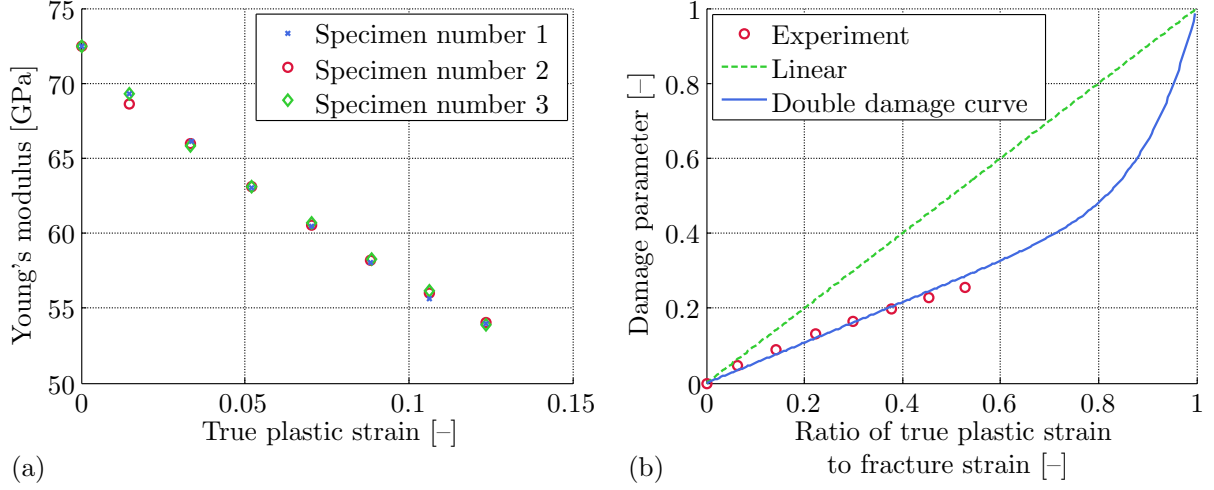 75
70
65
60
55
50
0
0.05
0.1
0.15
Young's modulus [GPa]
True plastic strain [–]
Specimen number 1
Specimen number 2
Specimen number 3
(a)
1
0.8
0.6
0.4
0.2
0
0
0.2
0.4
0.6
0.8
1
Damage parameter [–]
Experiment
Linear
Double damage curve
Ratio of true plastic strain
to fracture strain [–]
(b)